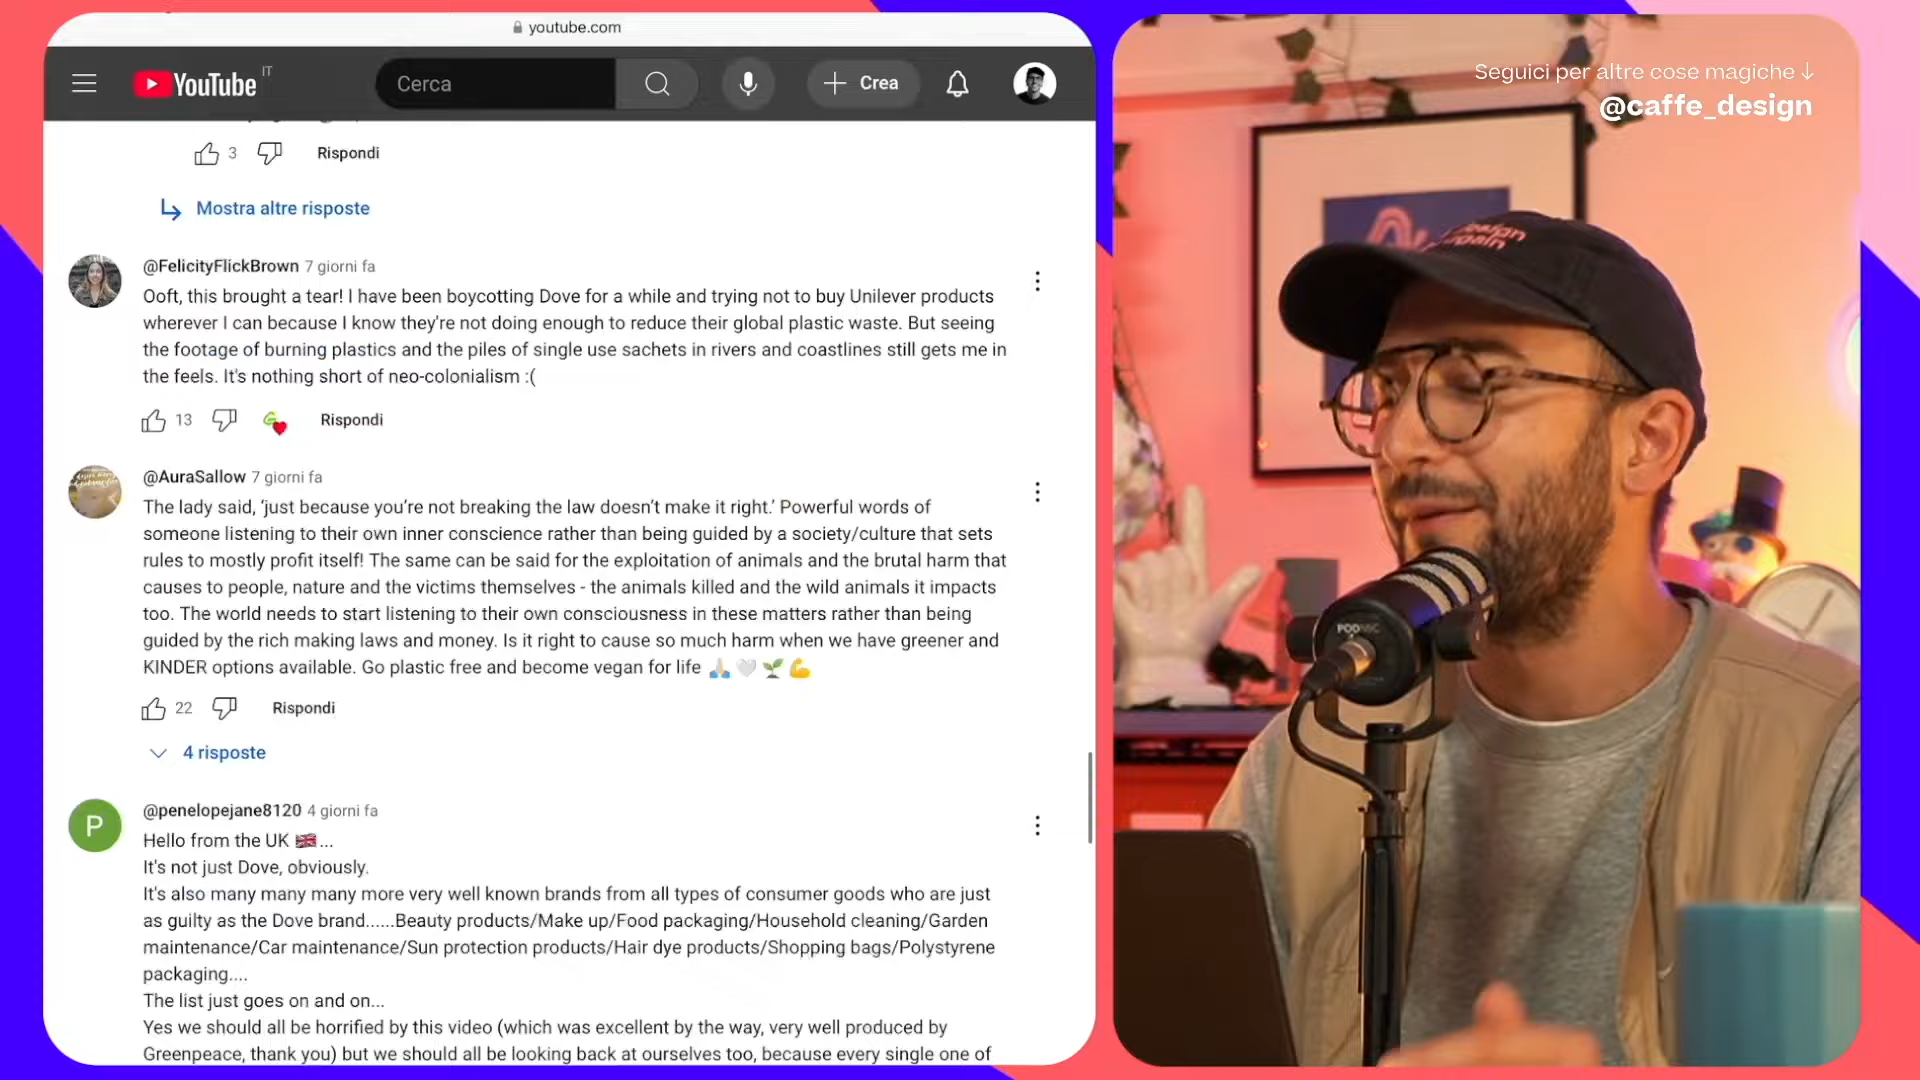 youtube.com
YouTube IT
Cerca
Crea
3 Rispondi
Mostra altre risposte
@FelicityFlickBrown 7 giorni fa
Ooft, this brought a tear! I have been boycotting Dove for a while and trying not to buy Unilever products
wherever I can because I know they're not doing enough to reduce their global plastic waste. But seeing
the footage of burning plastics and the piles of single use sachets in rivers and coastlines still gets me in
the feels. It's nothing short of neo-colonialism :(
13 Rispondi
@AuraSallow 7 giorni fa
The lady said, ‘just because you’re not breaking the law doesn’t make it right.’ Powerful words of
someone listening to their own inner conscience rather than being guided by a society/culture that sets
rules to mostly profit itself! The same can be said for the exploitation of animals and the brutal harm that
causes to people, nature and the victims themselves - the animals killed and the wild animals it impacts
too. The world needs to start listening to their own consciousness in these matters rather than being
guided by the rich making laws and money. Is it right to cause so much harm when we have greener and
KINDER options available. Go plastic free and become vegan for life 🙏🏻 🤍 🌱 💪
22 Rispondi
4 risposte
P
@penelopejane8120 4 giorni fa
Hello from the UK 🇬🇧...
It's not just Dove, obviously.
It's also many many many more very well known brands from all types of consumer goods who are just
as guilty as the Dove brand......Beauty products/Make up/Food packaging/Household cleaning/Garden
maintenance/Car maintenance/Sun protection products/Hair dye products/Shopping bags/Polystyrene
packaging....
The list just goes on and on...
Yes we should all be horrified by this video (which was excellent by the way, very well produced by
Greenpeace, thank you) but we should all be looking back at ourselves too, because every single one of
Seguici per altre cose magiche ↓
@caffe_design